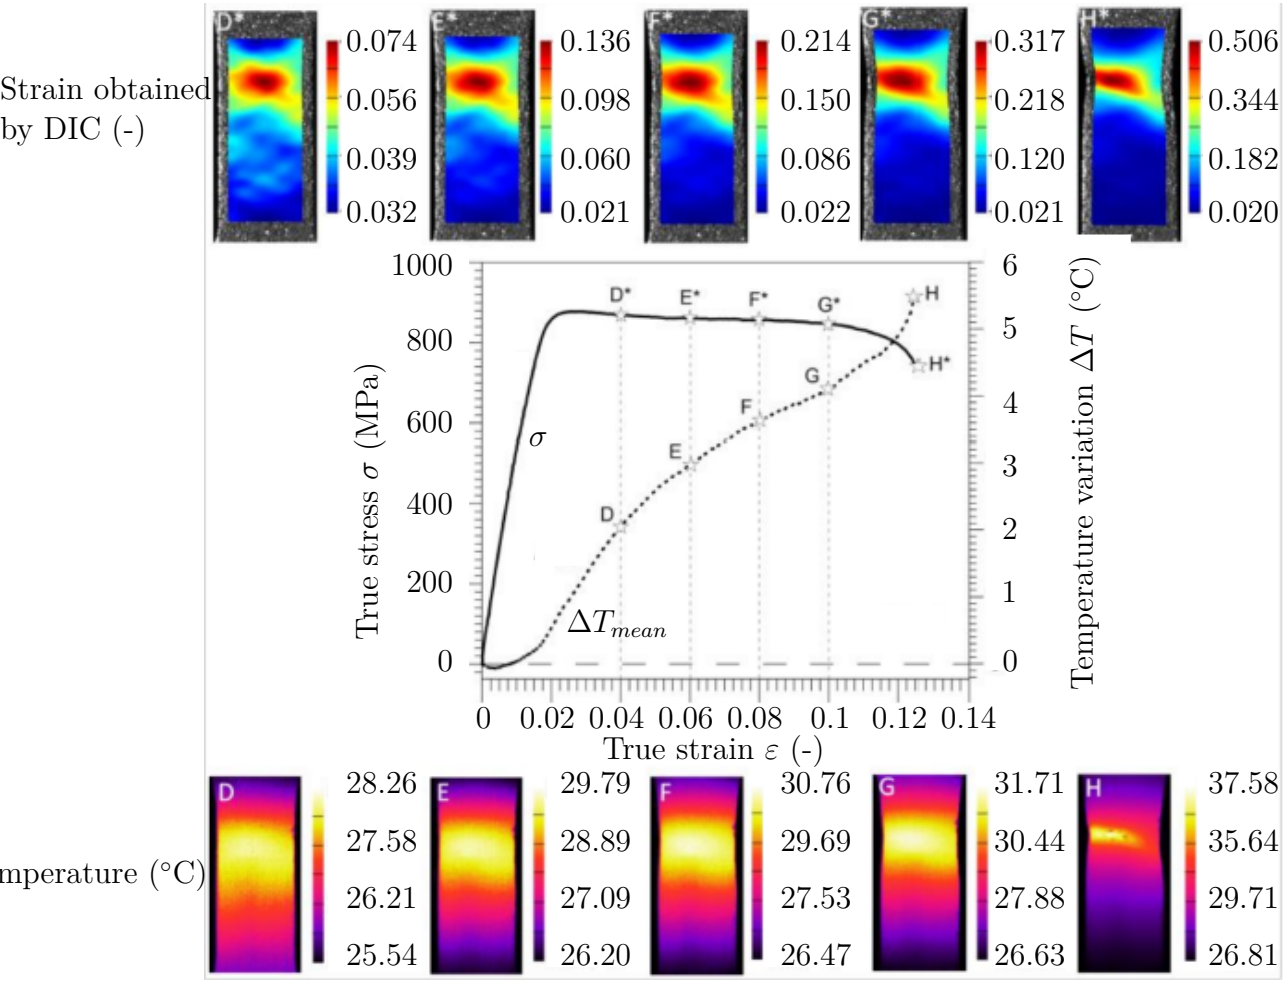 D* E* F* G* H*
Strain obtained
by DIC (-)
0.074 0.136 0.214 0.317 0.506
0.056 0.098 0.150 0.218 0.344
0.039 0.060 0.086 0.120 0.182
0.032 0.021 0.022 0.021 0.020
True stress σ (MPa)
1000
800
600
400
200
0
D* E* F* G* H*
H
G
F
E
D
σ
ΔTmean
6
5
4
3
2
1
0
Temperature variation ΔT (°C)
0 0.02 0.04 0.06 0.08 0.1 0.12 0.14
True strain ε (-)
D E F G H
mperature (°C)
28.26 29.79 30.76 31.71 37.58
27.58 28.89 29.69 30.44 35.64
26.21 27.09 27.53 27.88 29.71
25.54 26.20 26.47 26.63 26.81